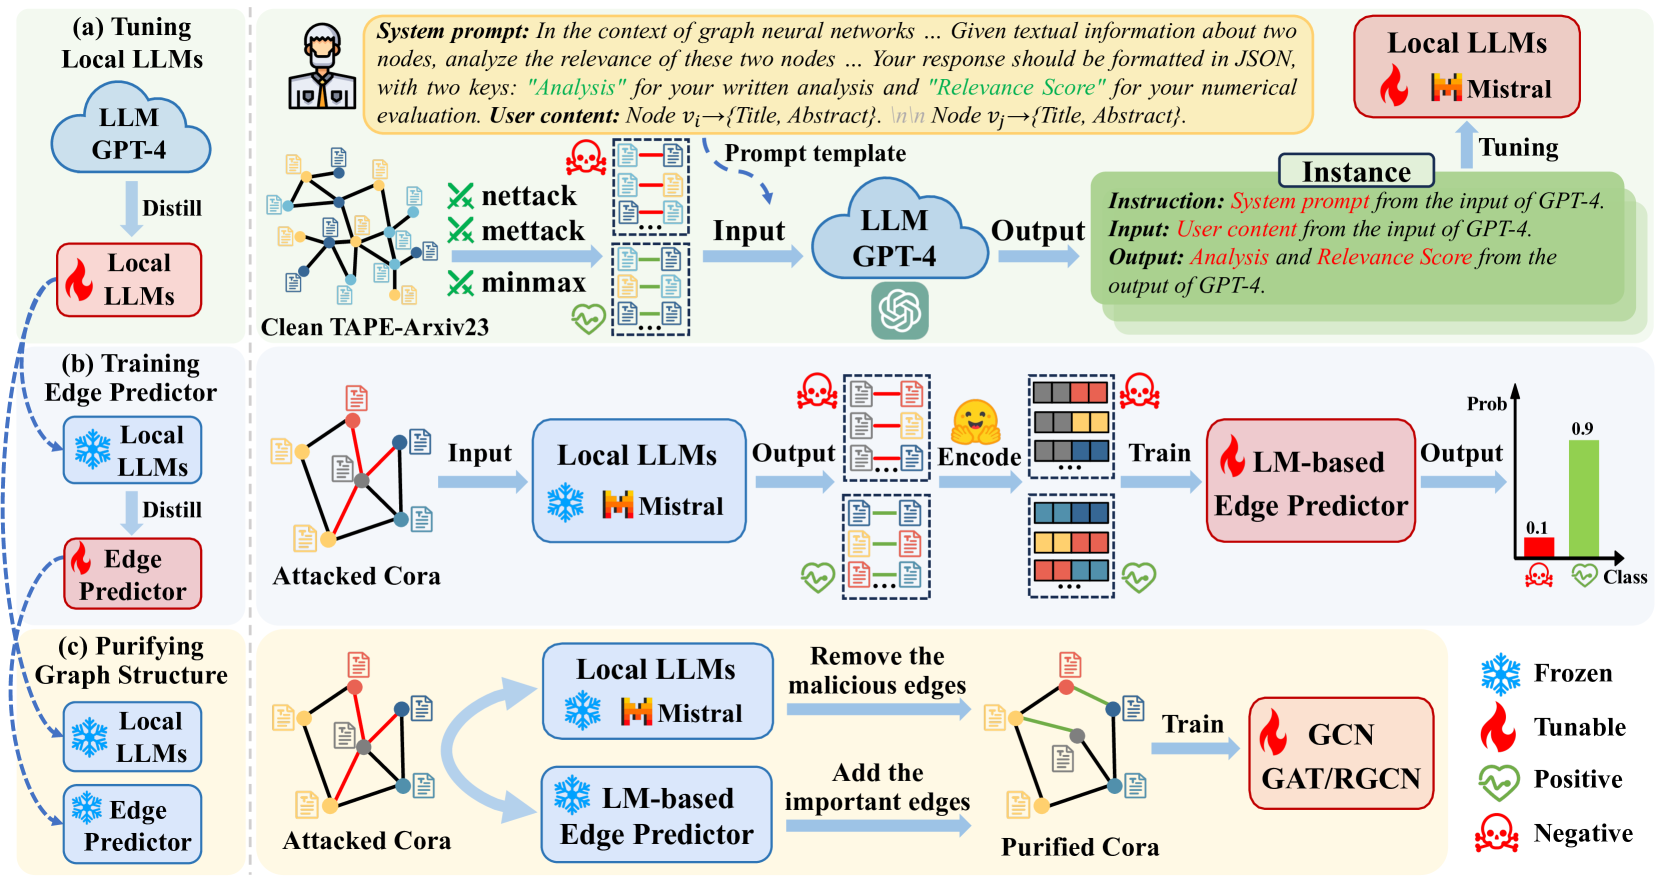 (a) Tuning
Local LLMs
LLM
GPT-4
Distill
Local
LLMs
System prompt: In the context of graph neural networks ... Given textual information about two
nodes, analyze the relevance of these two nodes ... Your response should be formatted in JSON,
with two keys: "Analysis" for your written analysis and "Relevance Score" for your numerical
evaluation. User content: Node vi→{Title, Abstract}. \n\n Node vj→{Title, Abstract}.
Clean TAPE-Arxiv23
nettack
mettack
minmax
...
...
Prompt template
Input
LLM
GPT-4
Output
Instance
Instruction: System prompt from the input of GPT-4.
Input: User content from the input of GPT-4.
Output: Analysis and Relevance Score from the
output of GPT-4.
Tuning
Local LLMs
Mistral
(b) Training
Edge Predictor
Local
LLMs
Distill
Edge
Predictor
Attacked Cora
Input
Local LLMs
Mistral
Output
...
...
Encode
...
...
Train
LM-based
Edge Predictor
Output
Prob
0.1
0.9
Class
(c) Purifying
Graph Structure
Local
LLMs
Edge
Predictor
Attacked Cora
Local LLMs
Mistral
LM-based
Edge Predictor
Remove the
malicious edges
Add the
important edges
Purified Cora
Train
GCN
GAT/RGCN
Frozen
Tunable
Positive
Negative